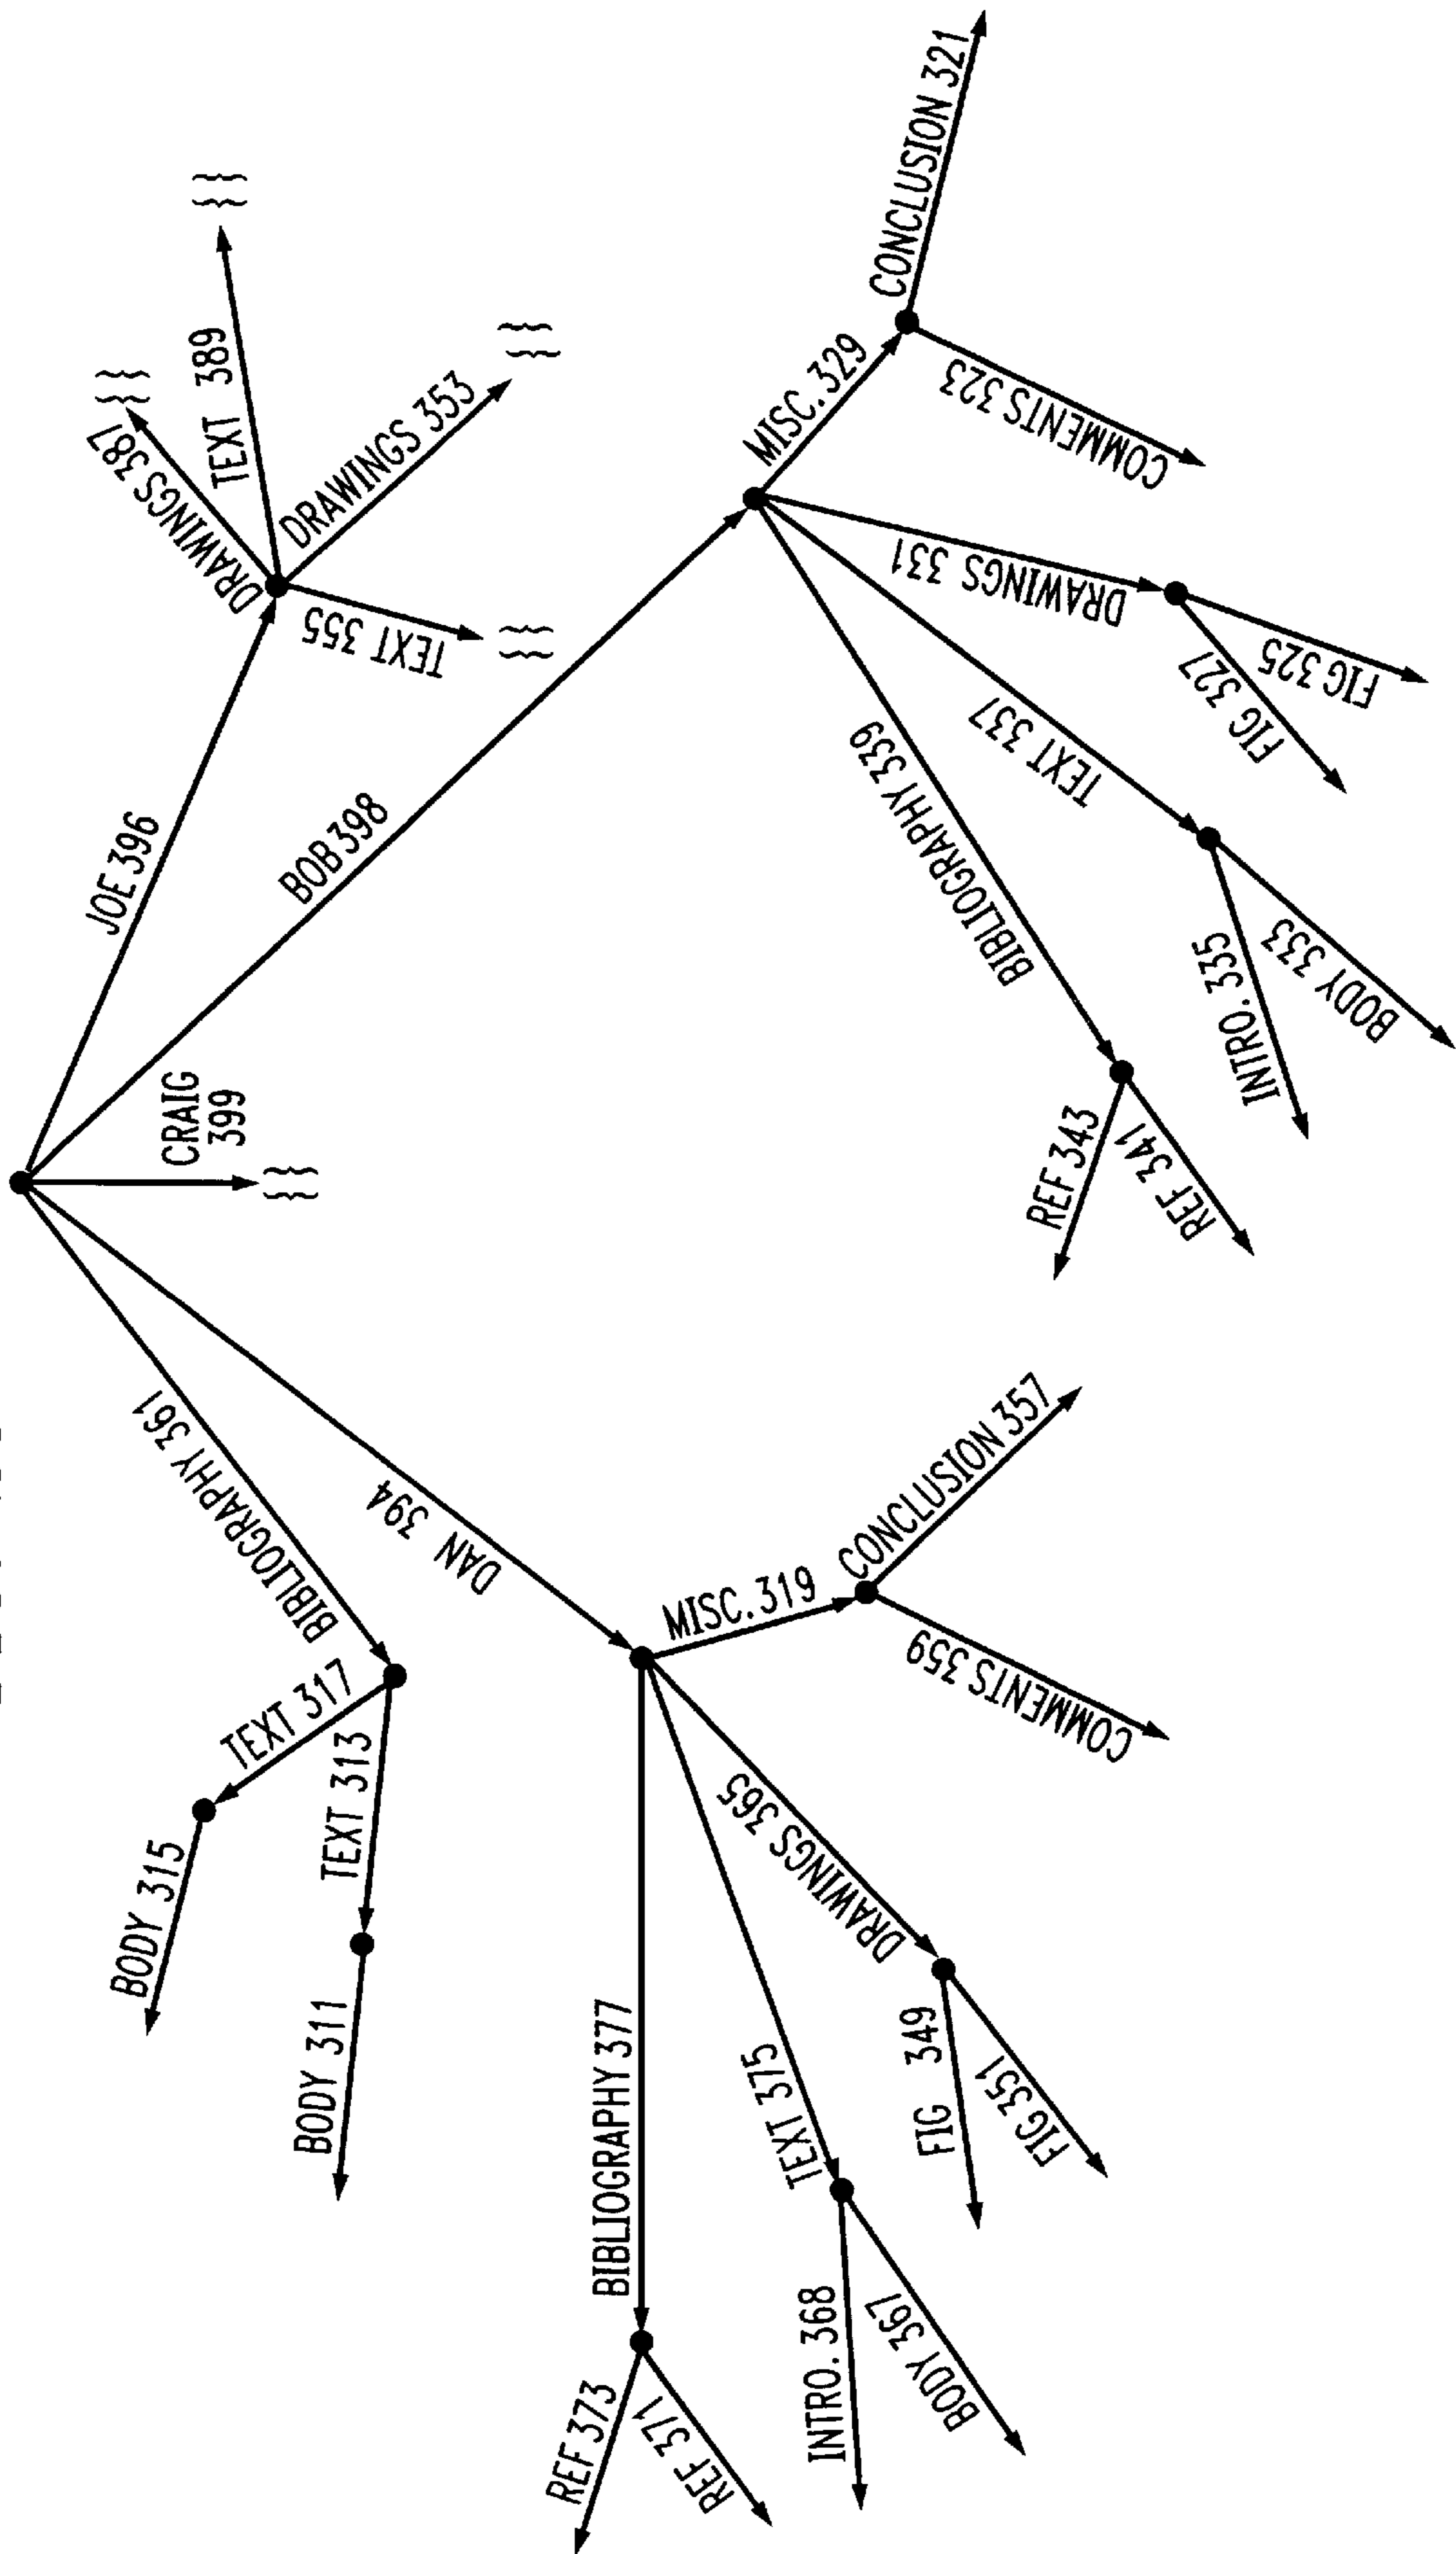 CONCLUSION 321
TEXT 389
DRAWINGS 387
DRAWINGS 353
TEXT 355
MISC. 329
COMMENTS 323
DRAWINGS 331
FIG 325
FIG 327
TEXT 337
BIBLIOGRAPHY 339
JOE 396
BOB 398
INTRO. 335
BODY 333
CRAIG
399
REF 343
REF 341
BIBLIOGRAPHY 361
DAN 394
CONCLUSION 357
MISC. 319
COMMENTS 359
TEXT 317
TEXT 313
BODY 315
BODY 311
DRAWINGS 365
BIBLIOGRAPHY 377
TEXT 375
FIG 349
FIG 351
INTRO. 368
BODY 367
REF 373
REF 371